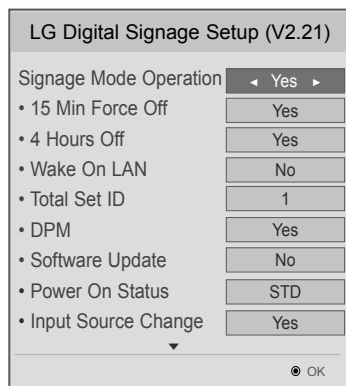 LG Digital Signage Setup (V2.21)
Signage Mode Operation ◄ Yes ►
• 15 Min Force Off Yes
• 4 Hours Off Yes
• Wake On LAN No
• Total Set ID 1
• DPM Yes
• Software Update No
• Power On Status STD
• Input Source Change Yes
▼
◉ OK